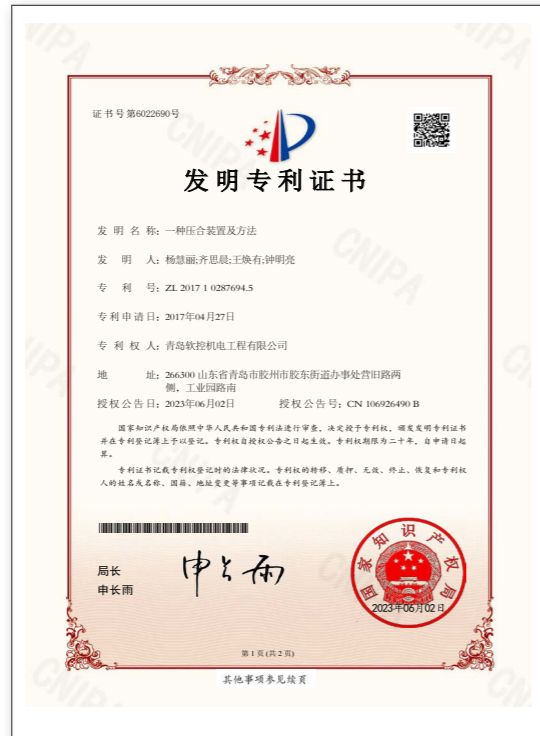 证书号第6022690号
发明专利证书
发明名称：一种压合装置及方法
发明人：杨慧丽;齐思晨;王焕有;钟明亮
专利号：ZL 2017 1 0287694.5
专利申请日：2017年04月27日
专利权人：青岛软控机电工程有限公司
地址：266300 山东省青岛市胶州市胶东街道办事处营旧路两
侧，工业园路南
授权公告日：2023年06月02日 授权公告号：CN 106926490 B
国家知识产权局依照中华人民共和国专利法进行审查，决定授予专利权，颁发发明专利证书
并在专利登记簿上予以登记。专利权自授权公告之日起生效。专利权期限为二十年，自申请日起
算。
专利证书记载专利权登记时的法律状况。专利权的转移、质押、无效、终止、恢复和专利权
人的姓名或名称、国籍、地址变更等事项记载在专利登记簿上。
局长
申长雨
申长雨
国家知识产权局
2023年06月02日
第 1 页 (共 2 页)
其他事项参见续页
CNIPA
CNIPA
CNIPA
CNIPA
CNIPA
CNIPA
CNIPA